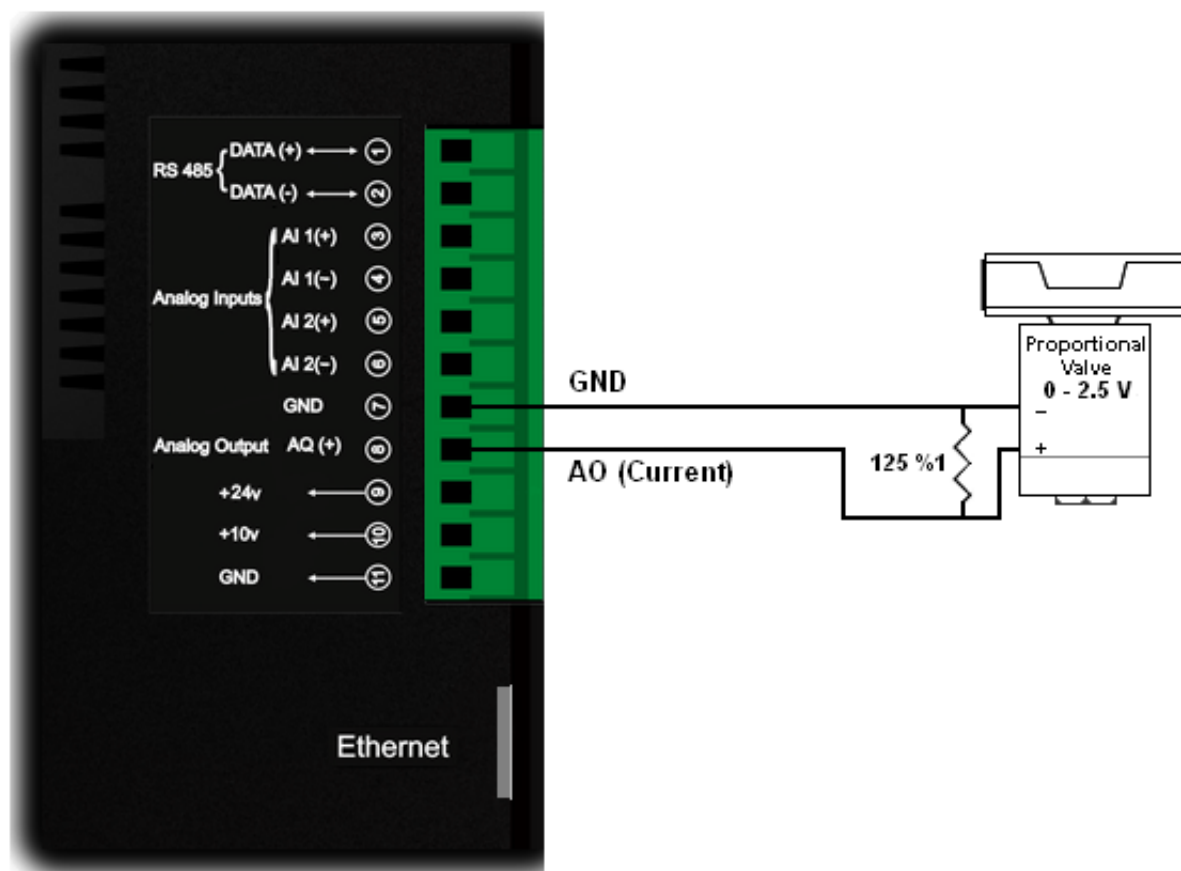 RS 485
DATA (+) 1
DATA (-) 2
Analog Inputs
AI 1(+) 3
AI 1(−) 4
AI 2(+) 5
AI 2(−) 6
GND 7
Analog Output AQ (+) 8
+24v 9
+10v 10
GND 11
Ethernet
GND
AO (Current)
125 %1
Proportional
Valve
0 - 2.5 V
−
+